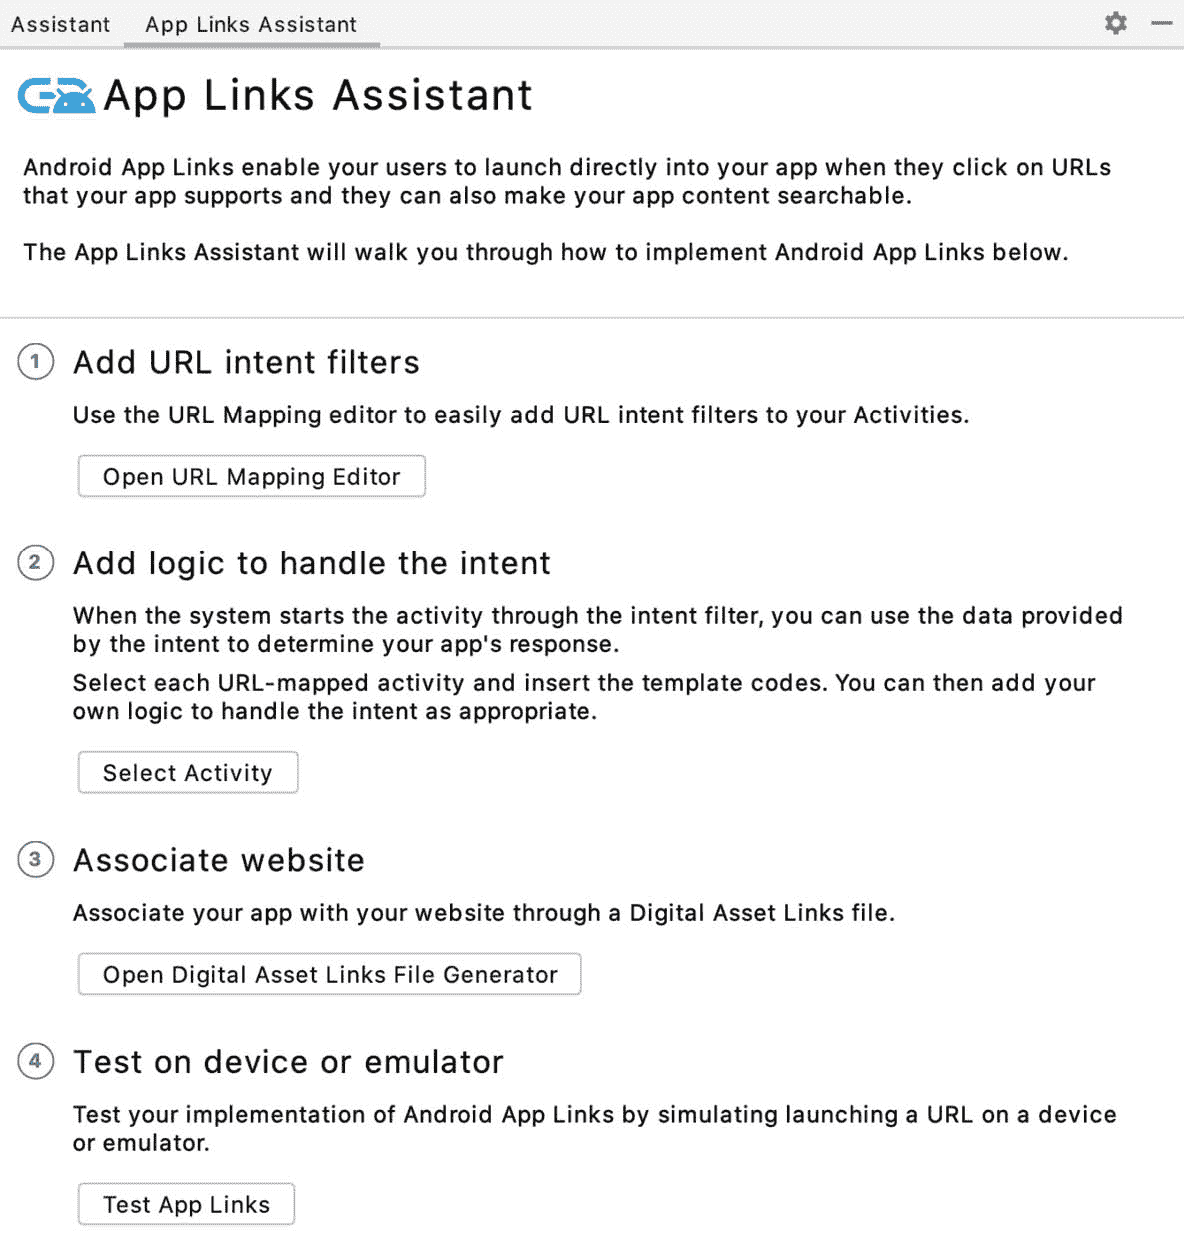 Assistant App Links Assistant
App Links Assistant
Android App Links enable your users to launch directly into your app when they click on URLs
that your app supports and they can also make your app content searchable.
The App Links Assistant will walk you through how to implement Android App Links below.
1 Add URL intent filters
Use the URL Mapping editor to easily add URL intent filters to your Activities.
Open URL Mapping Editor
2 Add logic to handle the intent
When the system starts the activity through the intent filter, you can use the data provided
by the intent to determine your app's response.
Select each URL-mapped activity and insert the template codes. You can then add your
own logic to handle the intent as appropriate.
Select Activity
3 Associate website
Associate your app with your website through a Digital Asset Links file.
Open Digital Asset Links File Generator
4 Test on device or emulator
Test your implementation of Android App Links by simulating launching a URL on a device
or emulator.
Test App Links